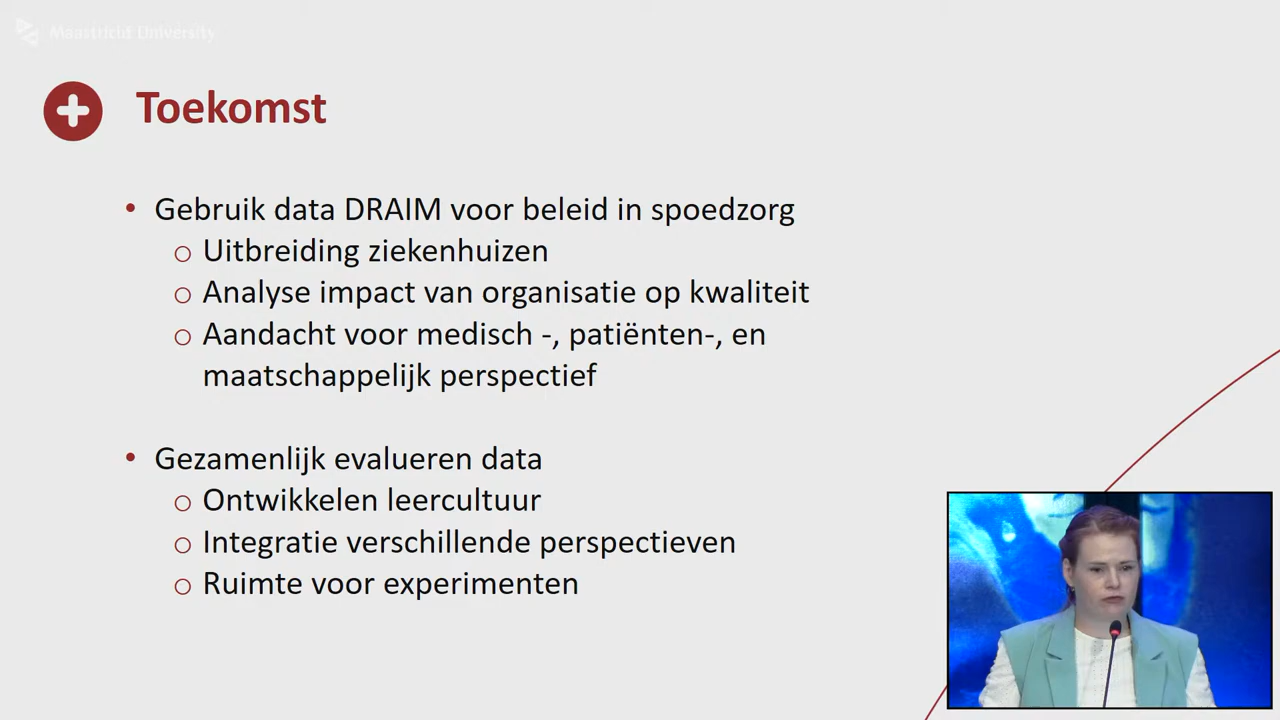 Maastricht University
Toekomst
• Gebruik data DRAIM voor beleid in spoedzorg
o Uitbreiding ziekenhuizen
o Analyse impact van organisatie op kwaliteit
o Aandacht voor medisch -, patiënten-, en
maatschappelijk perspectief
• Gezamenlijk evalueren data
o Ontwikkelen leercultuur
o Integratie verschillende perspectieven
o Ruimte voor experimenten